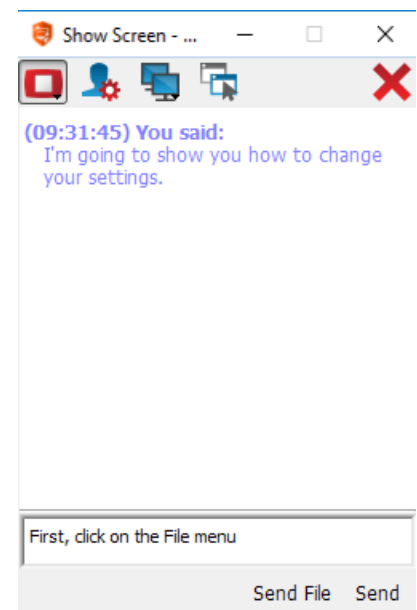 Show Screen - ...
(09:31:45) You said:
I'm going to show you how to change
your settings.
First, click on the File menu
Send File Send